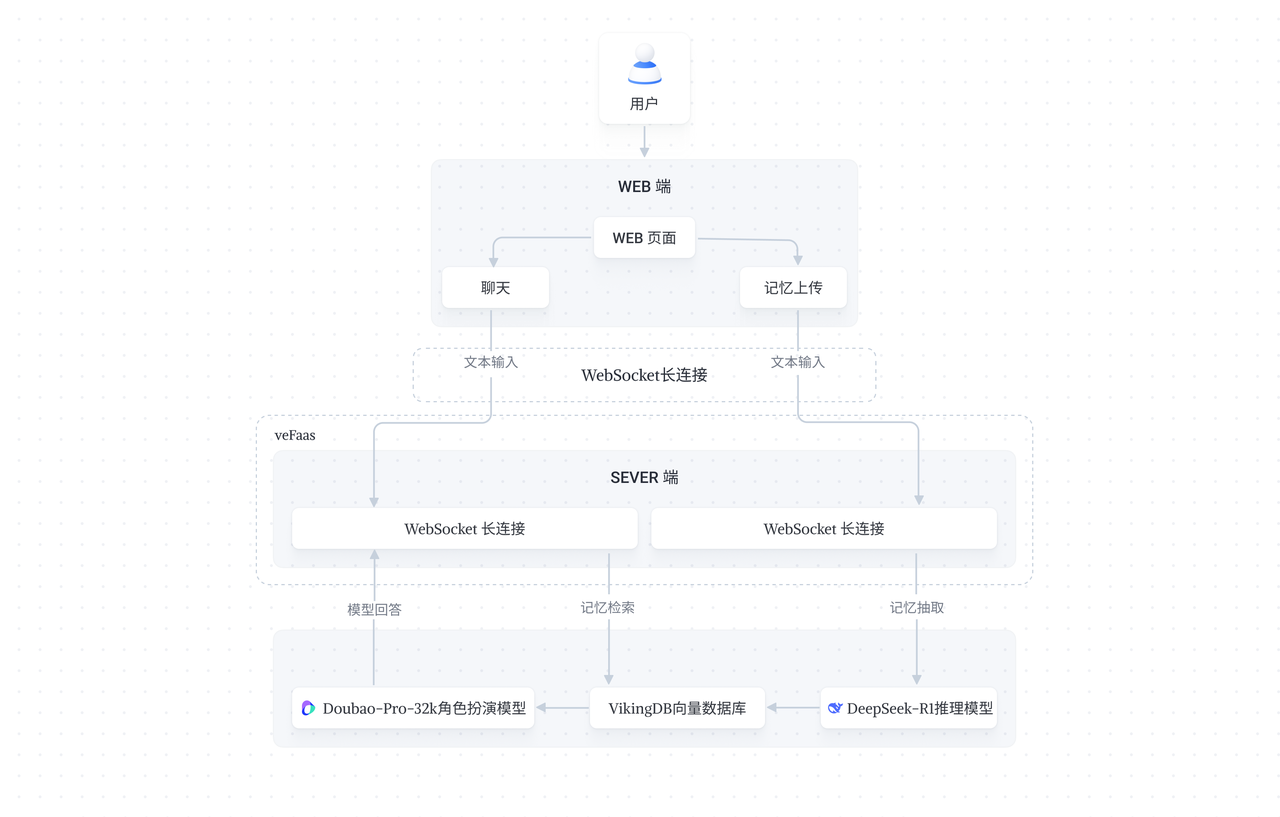 用户
WEB 端
WEB 页面
聊天
记忆上传
文本输入
文本输入
WebSocket长连接
veFaas
SEVER 端
WebSocket 长连接
WebSocket 长连接
模型回答
记忆检索
记忆抽取
Doubao-Pro-32k角色扮演模型
VikingDB向量数据库
DeepSeek-R1推理模型